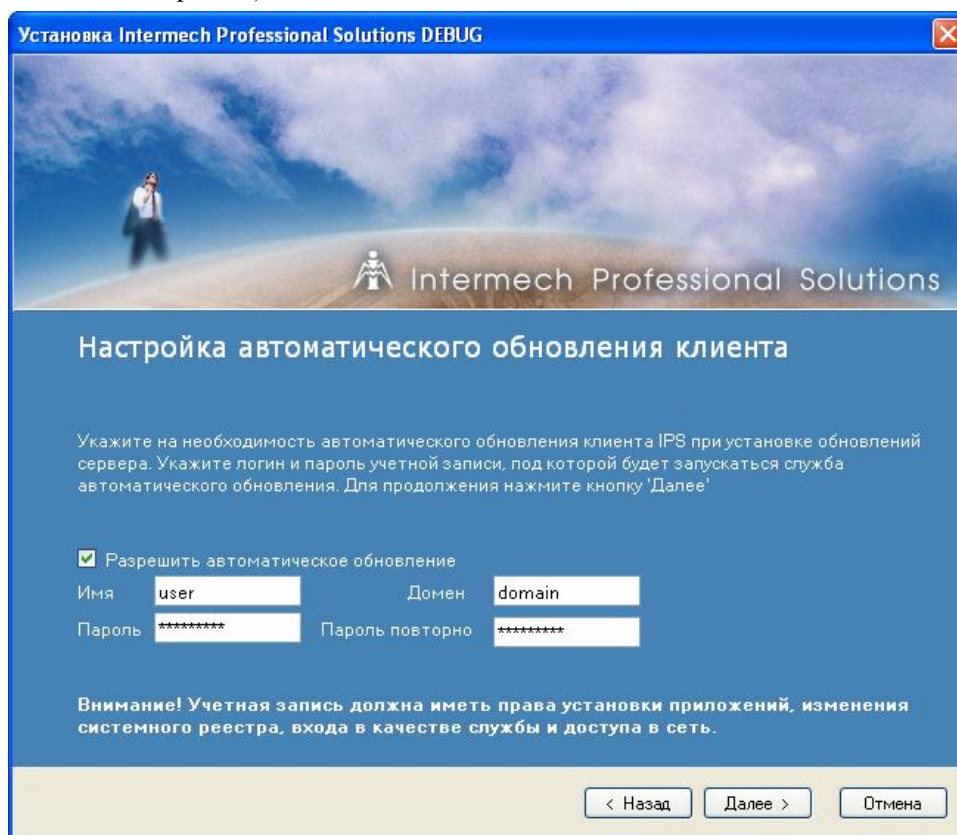 Установка Intermech Professional Solutions DEBUG
Intermech Professional Solutions
Настройка автоматического обновления клиента
Укажите на необходимость автоматического обновления клиента IPS при установке обновлений
сервера. Укажите логин и пароль учетной записи, под которой будет запускаться служба
автоматического обновления. Для продолжения нажмите кнопку 'Далее'
Разрешить автоматическое обновление
Имя user Домен domain
Пароль ********* Пароль повторно *********
Внимание! Учетная запись должна иметь права установки приложений, изменения
системного реестра, входа в качестве службы и доступа в сеть.
< Назад Далее > Отмена